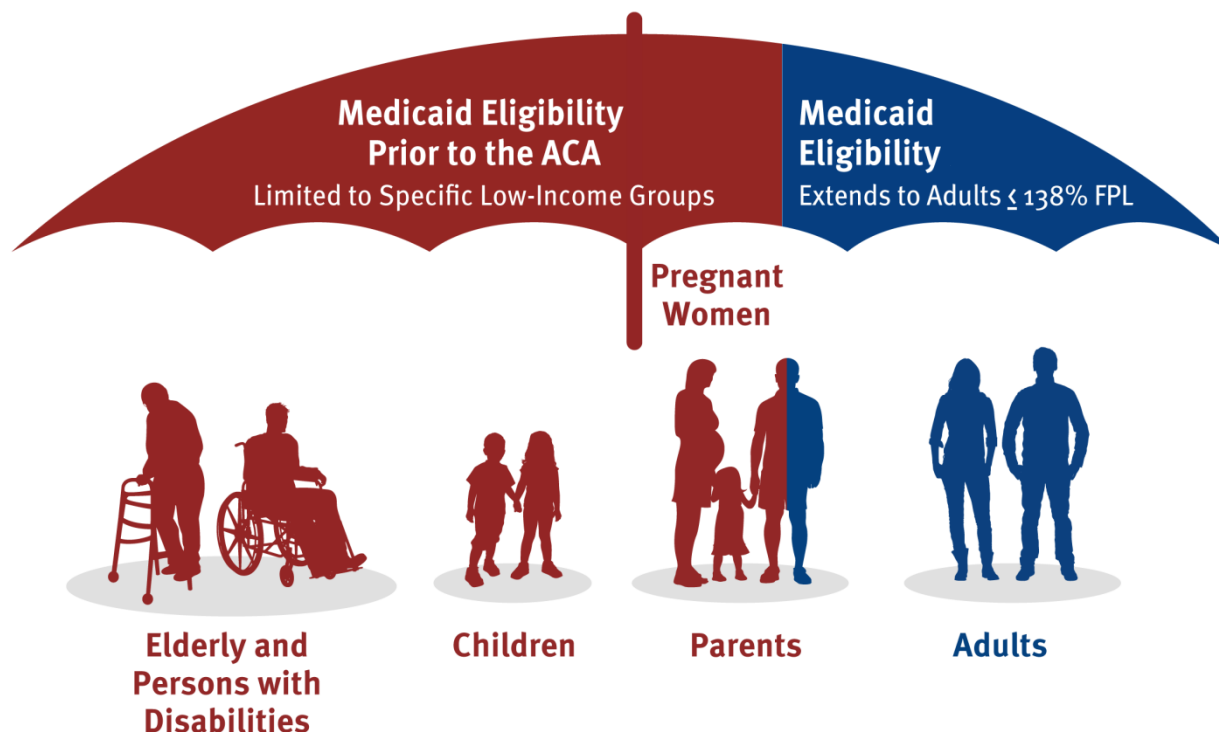 Medicaid Eligibility
Prior to the ACA
Limited to Specific Low-Income Groups
Medicaid
Eligibility
Extends to Adults ≤ 138% FPL
Pregnant
Women
Elderly and
Persons with
Disabilities
Children
Parents
Adults